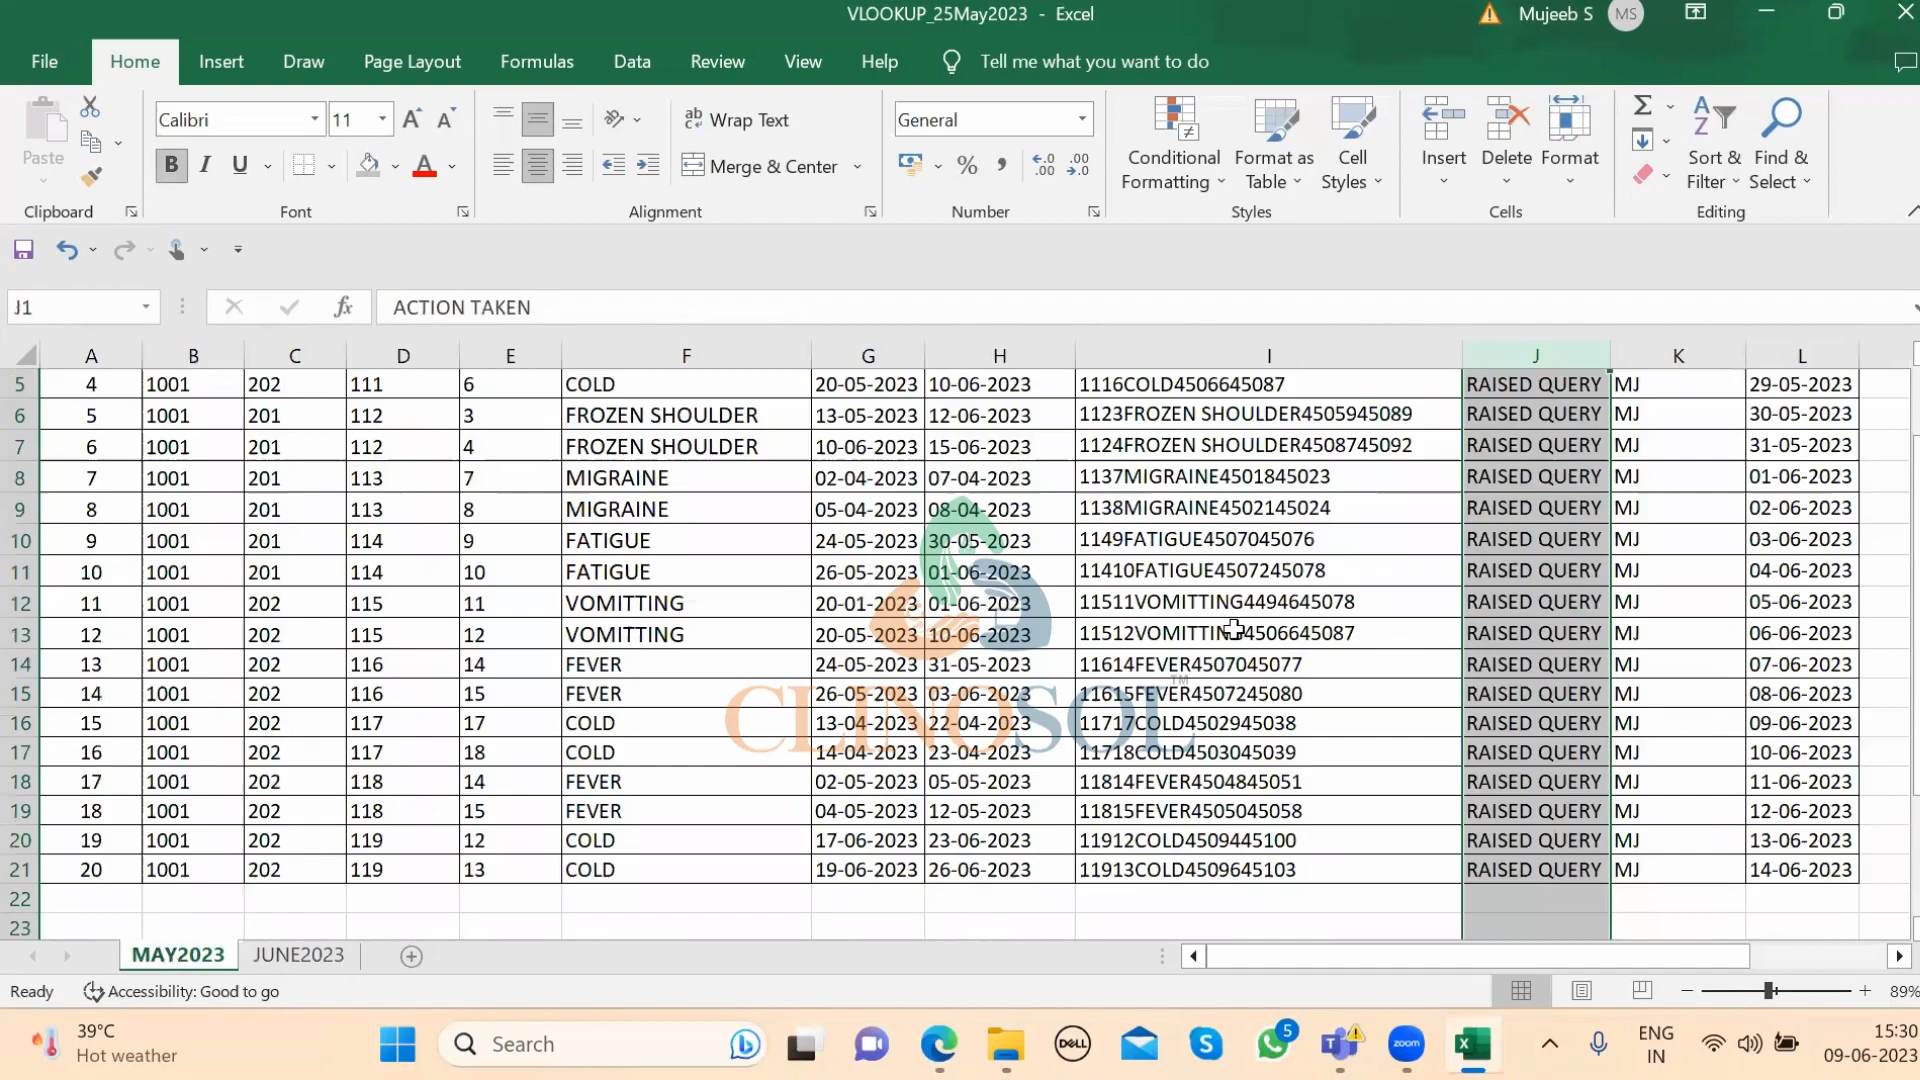 VLOOKUP_25May2023 - Excel
Mujeeb S
MS
File Home Insert Draw Page Layout Formulas Data Review View Help Tell me what you want to do
Paste
Calibri 11
Wrap Text
General
Conditional Formatting
Format as Table
Cell Styles
Insert Delete Format
Sort & Filter
Find & Select
B I U
Merge & Center
Clipboard Font Alignment Number Styles Cells Editing
J1
fx ACTION TAKEN
A B C D E F G H I J K L
5 4 1001 202 111 6 COLD 20-05-2023 10-06-2023 1116COLD4506645087 RAISED QUERY MJ 29-05-2023
6 5 1001 201 112 3 FROZEN SHOULDER 13-05-2023 12-06-2023 1123FROZEN SHOULDER4505945089 RAISED QUERY MJ 30-05-2023
7 6 1001 201 112 4 FROZEN SHOULDER 10-06-2023 15-06-2023 1124FROZEN SHOULDER4508745092 RAISED QUERY MJ 31-05-2023
8 7 1001 201 113 7 MIGRAINE 02-04-2023 07-04-2023 1137MIGRAINE4501845023 RAISED QUERY MJ 01-06-2023
9 8 1001 201 113 8 MIGRAINE 05-04-2023 08-04-2023 1138MIGRAINE4502145024 RAISED QUERY MJ 02-06-2023
10 9 1001 201 114 9 FATIGUE 24-05-2023 30-05-2023 1149FATIGUE4507045076 RAISED QUERY MJ 03-06-2023
11 10 1001 201 114 10 FATIGUE 26-05-2023 01-06-2023 11410FATIGUE4507245078 RAISED QUERY MJ 04-06-2023
12 11 1001 202 115 11 VOMITTING 20-01-2023 01-06-2023 11511VOMITTING4494645078 RAISED QUERY MJ 05-06-2023
13 12 1001 202 115 12 VOMITTING 20-05-2023 10-06-2023 11512VOMITTING4506645087 RAISED QUERY MJ 06-06-2023
14 13 1001 202 116 14 FEVER 24-05-2023 31-05-2023 11614FEVER4507045077 RAISED QUERY MJ 07-06-2023
15 14 1001 202 116 15 FEVER 26-05-2023 03-06-2023 11615FEVER4507245080 RAISED QUERY MJ 08-06-2023
16 15 1001 202 117 17 COLD 13-04-2023 22-04-2023 11717COLD4502945038 RAISED QUERY MJ 09-06-2023
17 16 1001 202 117 18 COLD 14-04-2023 23-04-2023 11718COLD4503045039 RAISED QUERY MJ 10-06-2023
18 17 1001 202 118 14 FEVER 02-05-2023 05-05-2023 11814FEVER4504845051 RAISED QUERY MJ 11-06-2023
19 18 1001 202 118 15 FEVER 04-05-2023 12-05-2023 11815FEVER4505045058 RAISED QUERY MJ 12-06-2023
20 19 1001 202 119 12 COLD 17-06-2023 23-06-2023 11912COLD4509445100 RAISED QUERY MJ 13-06-2023
21 20 1001 202 119 13 COLD 19-06-2023 26-06-2023 11913COLD4509645103 RAISED QUERY MJ 14-06-2023
22
23
CLINOSOL™
MAY2023 JUNE2023
Ready Accessibility: Good to go
89%
39°C
Hot weather
Search
DELL
5
zoom
ENG
IN
15:30
09-06-2023